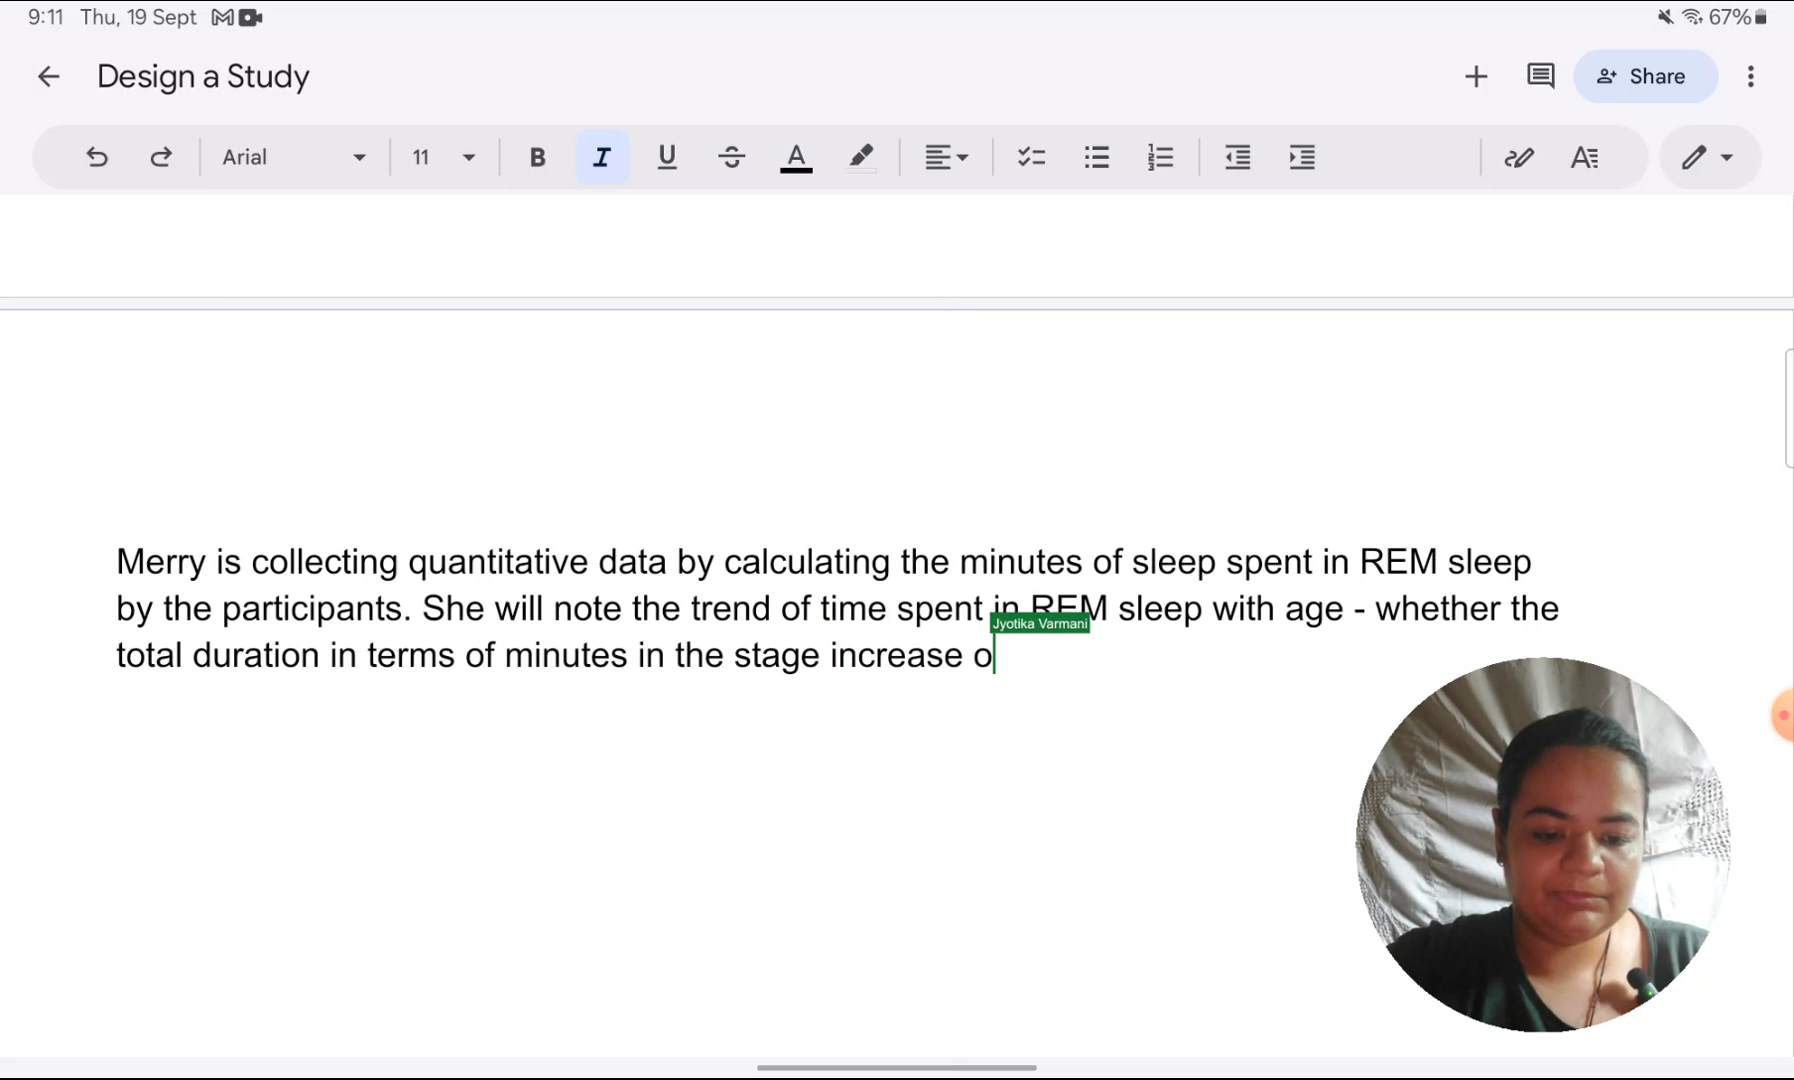 9:11 Thu, 19 Sept 67%
Design a Study
Share
Arial 11 B I U A
Merry is collecting quantitative data by calculating the minutes of sleep spent in REM sleep
by the participants. She will note the trend of time spent in REM sleep with age - whether the
Jyotika Varmani
total duration in terms of minutes in the stage increase o